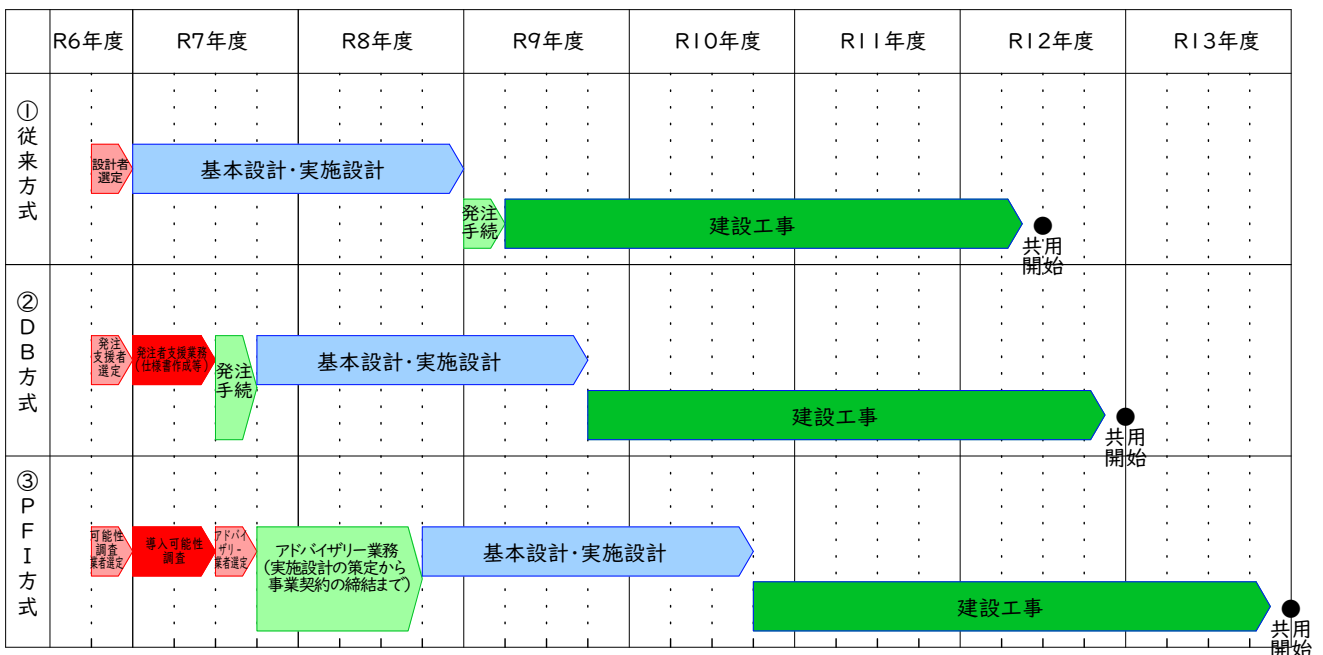 R6年度
R7年度
R8年度
R9年度
R10年度
R11年度
R12年度
R13年度
①従来方式
設計者
選定
基本設計・実施設計
発注
手続
建設工事
共用
開始
②DB方式
発注
支援者
選定
発注者支援業務
(仕様書作成等)
発注
手続
基本設計・実施設計
建設工事
共用
開始
③PFI方式
可能性
調査
業者選定
導入可能性
調査
アドバイ
ザリー
業者選定
アドバイザリー業務
(実施設計の策定から
事業契約の締結まで)
基本設計・実施設計
建設工事
共用
開始